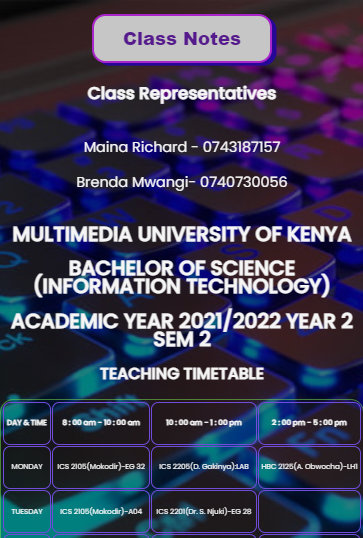 Class Notes
Class Representatives
Maina Richard - 0743187157
Brenda Mwangi- 0740730056
MULTIMEDIA UNIVERSITY OF KENYA
BACHELOR OF SCIENCE
(INFORMATION TECHNOLOGY)
ACADEMIC YEAR 2021/2022 YEAR 2
SEM 2
TEACHING TIMETABLE
DAY & TIME 8 : 00 am - 10 : 00 am 10 : 00 am - 1 : 00 pm 2 : 00 pm - 5 : 00 pm
MONDAY ICS 2105(Makodir)-EG 32 ICS 2205(D. Gakinya):LAB HBC 2125(A. Obwocha)-LH1
TUESDAY ICS 2105(Makodir)-A04 ICS 2201(Dr. S. Njuki)-EG 28